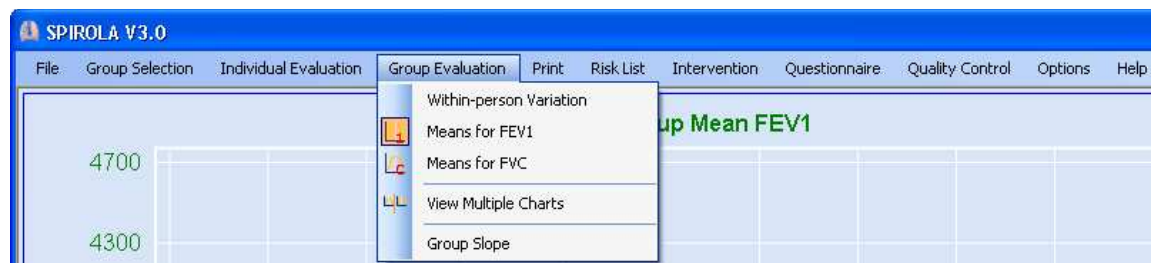 SPIROLA V3.0
File Group Selection Individual Evaluation Group Evaluation Print Risk List Intervention Questionnaire Quality Control Options Help
Within-person Variation
Means for FEV1
Means for FVC
View Multiple Charts
Group Slope
up Mean FEV1
4700
4300